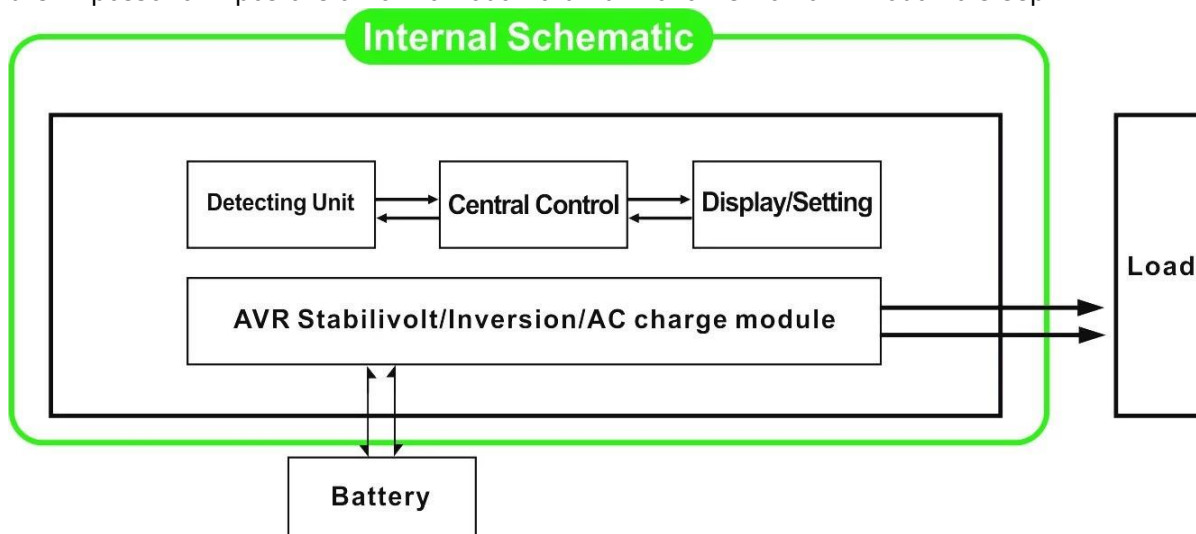 Internal Schematic
Detecting Unit
Central Control
Display/Setting
Load
AVR Stabilivolt/Inversion/AC charge module
Battery